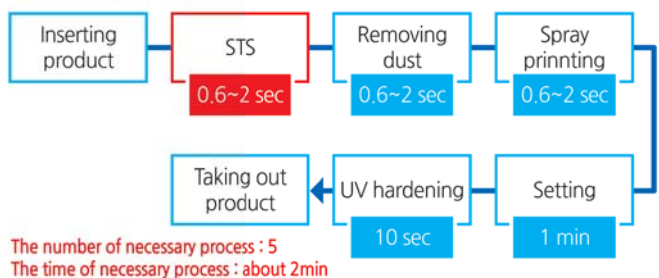 Inserting
product
STS
0.6~2 sec
Removing
dust
0.6~2 sec
Spray
prinnting
0.6~2 sec
Setting
1 min
UV hardening
10 sec
Taking out
product
The number of necessary process : 5
The time of necessary process : about 2min